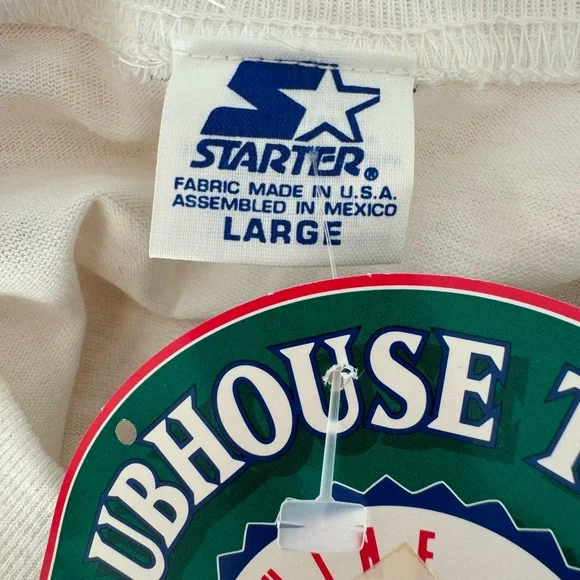 STARTER®
FABRIC MADE IN U.S.A.
ASSEMBLED IN MEXICO
LARGE
UBHOUSE T